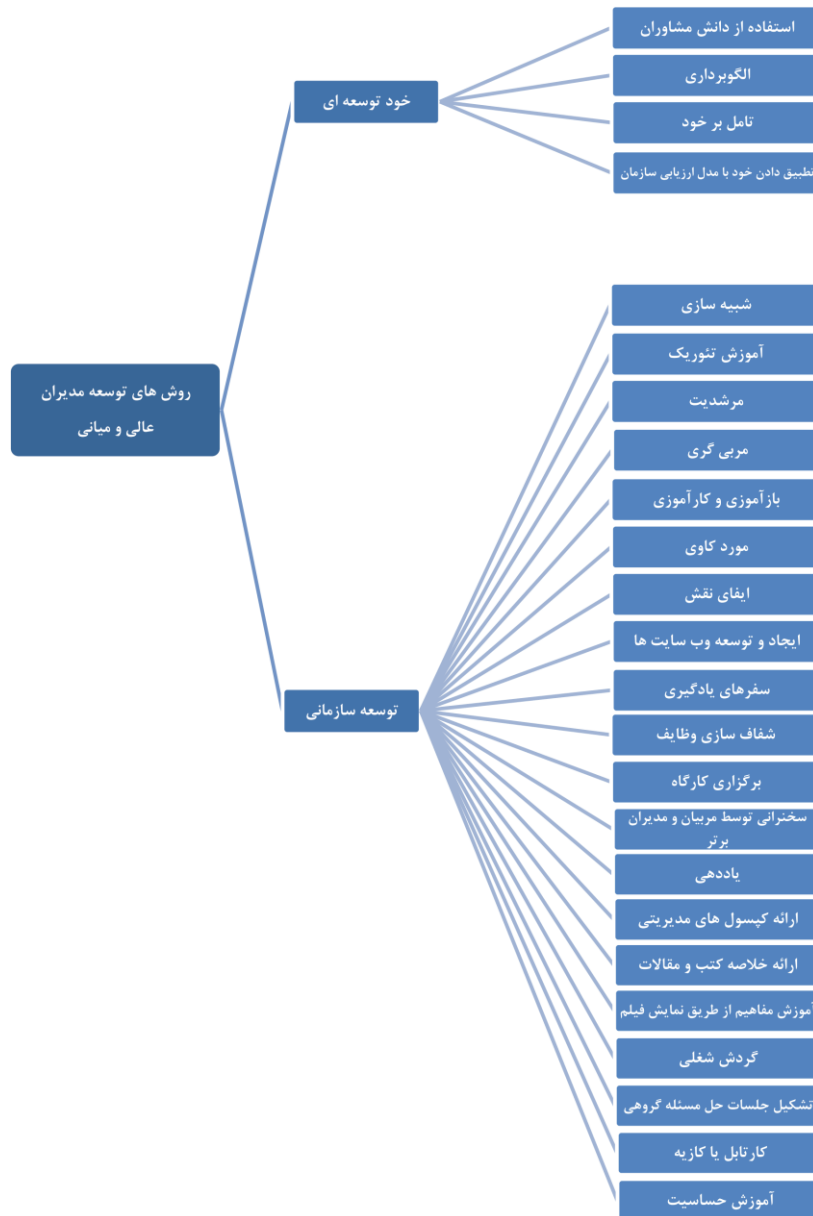 روش های توسعه مدیران
عالی و میانی
خود توسعه ای
استفاده از دانش مشاوران
الگوبرداری
تامل بر خود
تطبیق دادن خود با مدل ارزیابی سازمان
توسعه سازمانی
شبیه سازی
آموزش تئوریک
مرشدیت
مربی گری
بازآموزی و کارآموزی
مورد کاوی
ایفای نقش
ایجاد و توسعه وب سایت ها
سفرهای یادگیری
شفاف سازی وظایف
برگزاری کارگاه
سخنرانی توسط مربیان و مدیران
برتر
یاددهی
ارائه کپسول های مدیریتی
ارائه خلاصه کتب و مقالات
آموزش مفاهیم از طریق نمایش فیلم
گردش شغلی
تشکیل جلسات حل مسئله گروهی
کارتابل یا کازیه
آموزش حساسیت